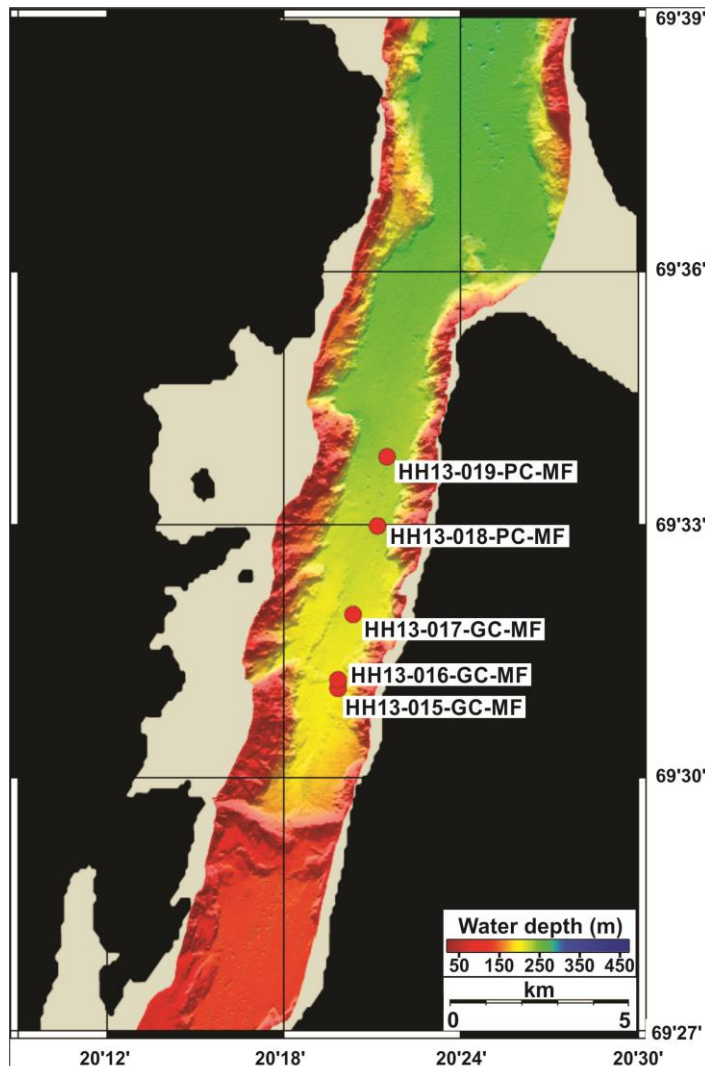 69'39'
69'36'
HH13-019-PC-MF
69'33'
HH13-018-PC-MF
HH13-017-GC-MF
HH13-016-GC-MF
HH13-015-GC-MF
69'30'
Water depth (m)
50 150 250 350 450
km
0 5
69'27'
20'12' 20'18' 20'24' 20'30'